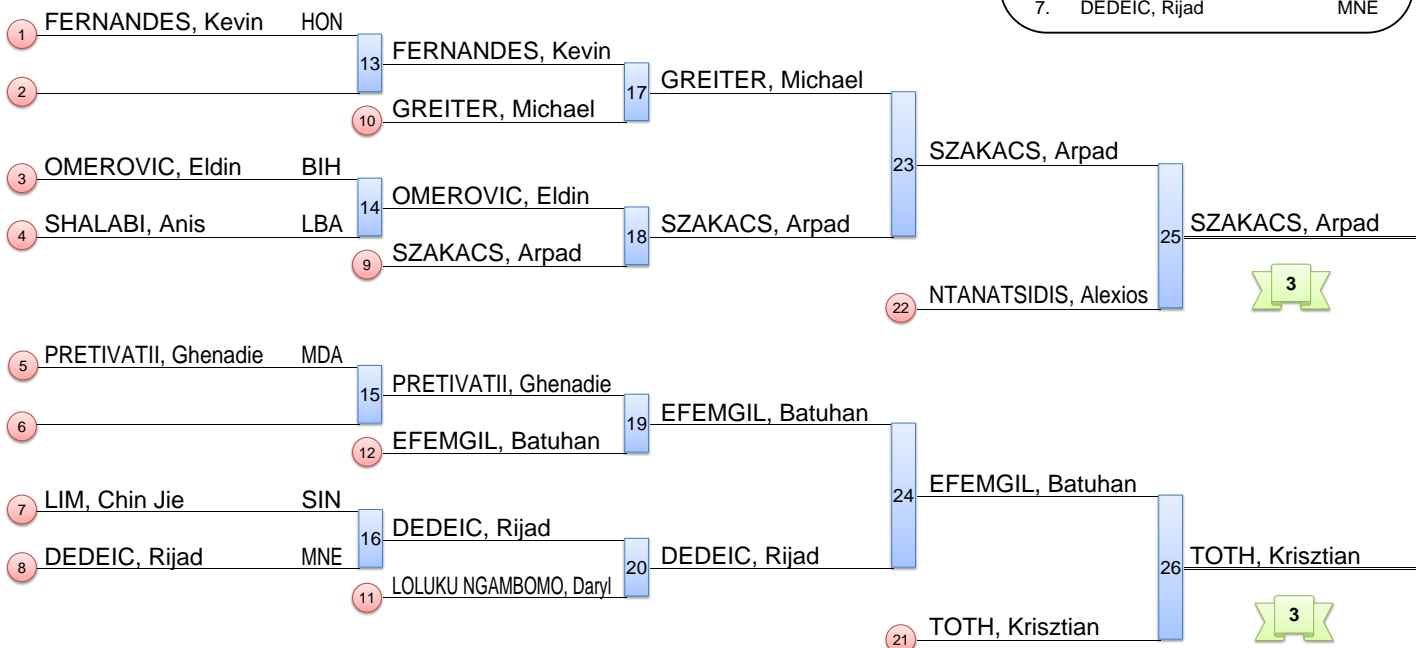 7. DEDEIC, Rijad MNE
1 FERNANDES, Kevin HON
13 FERNANDES, Kevin
2
17 GREITER, Michael
10 GREITER, Michael
23 SZAKACS, Arpad
3 OMEROVIC, Eldin BIH
14 OMEROVIC, Eldin
4 SHALABI, Anis LBA
18 SZAKACS, Arpad
9 SZAKACS, Arpad
25 SZAKACS, Arpad
3
22 NTANATSIDIS, Alexios
5 PRETIVATII, Ghenadie MDA
15 PRETIVATII, Ghenadie
6
19 EFEMGIL, Batuhan
12 EFEMGIL, Batuhan
24 EFEMGIL, Batuhan
7 LIM, Chin Jie SIN
16 DEDEIC, Rijad
8 DEDEIC, Rijad MNE
20 DEDEIC, Rijad
11 LOLUKU NGAMBOMO, Daryl
26 TOTH, Krisztian
3
21 TOTH, Krisztian